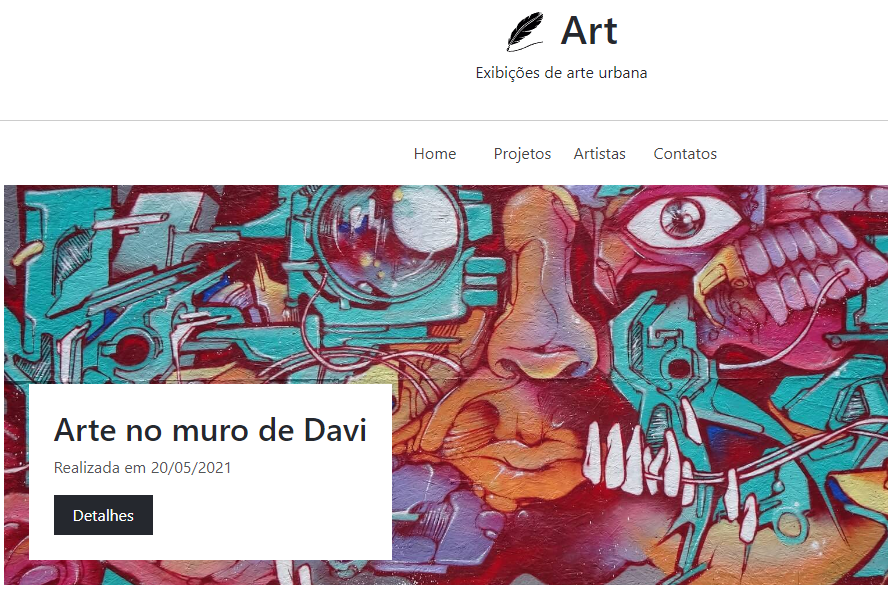 Art
Exibições de arte urbana
Home Projetos Artistas Contatos
Arte no muro de Davi
Realizada em 20/05/2021
Detalhes